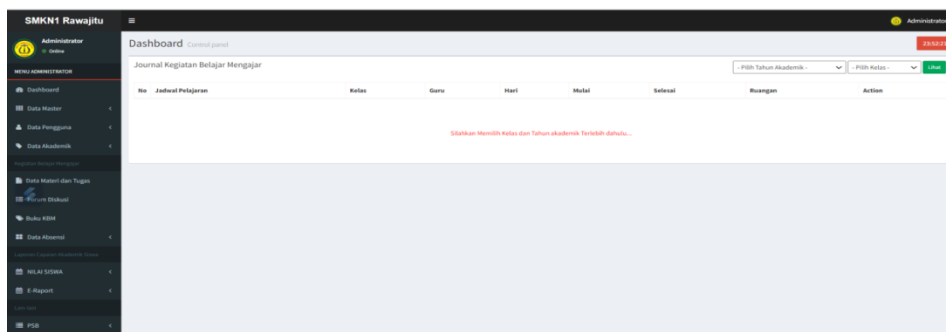 SMKN1 Rawajitu
Administrator
Administrator
Online
Dashboard Control panel
23:52:21
MENU ADMINISTRATOR
Journal Kegiatan Belajar Mengajar
- Pilih Tahun Akademik -
- Pilih Kelas -
Lihat
Dashboard
No Jadwal Pelajaran Kelas Guru Hari Mulai Selesai Ruangan Action
Data Master
Data Pengguna
Silahkan Memilih Kelas dan Tahun akademik Terlebih dahulu...
Data Akademik
Kegiatan Belajar Mengajar
Data Materi dan Tugas
Forum Diskusi
Buku KBM
Data Absensi
Laporan Capaian Akademik Siswa
NILAI SISWA
E-Raport
PSB